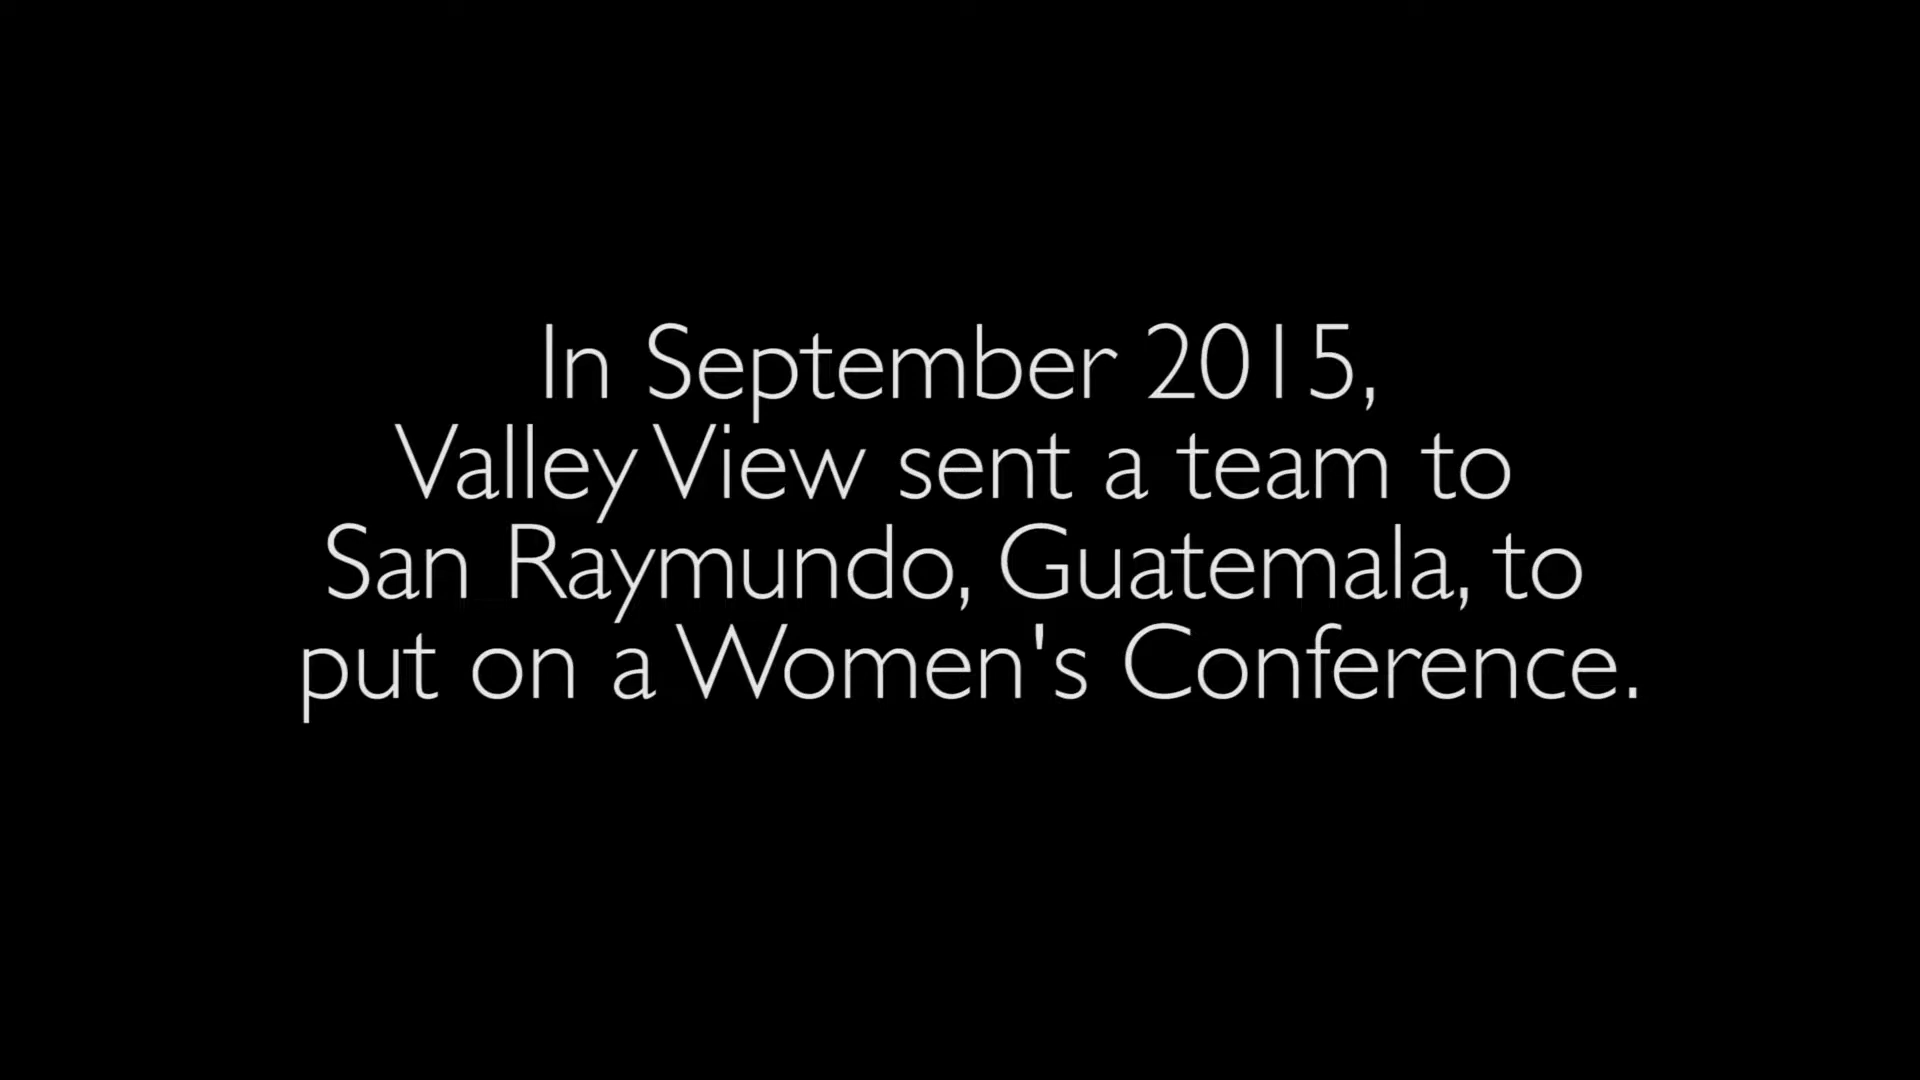 In September 2015,
Valley View sent a team to
San Raymundo, Guatemala, to
put on a Women's Conference.